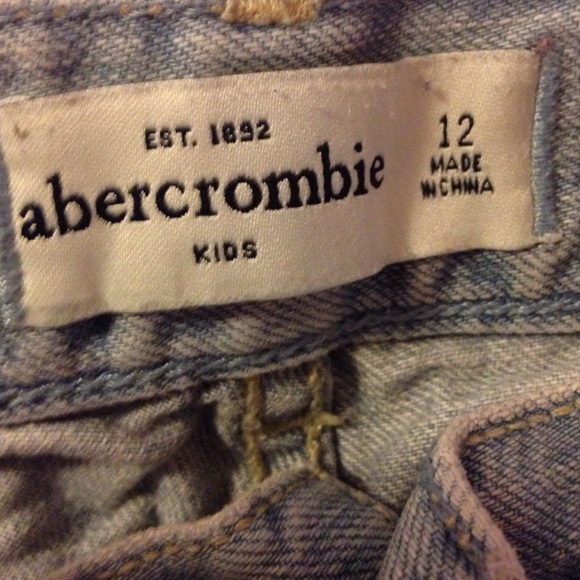 EST. 1892
abercrombie
KIDS
12
MADE
IN CHINA